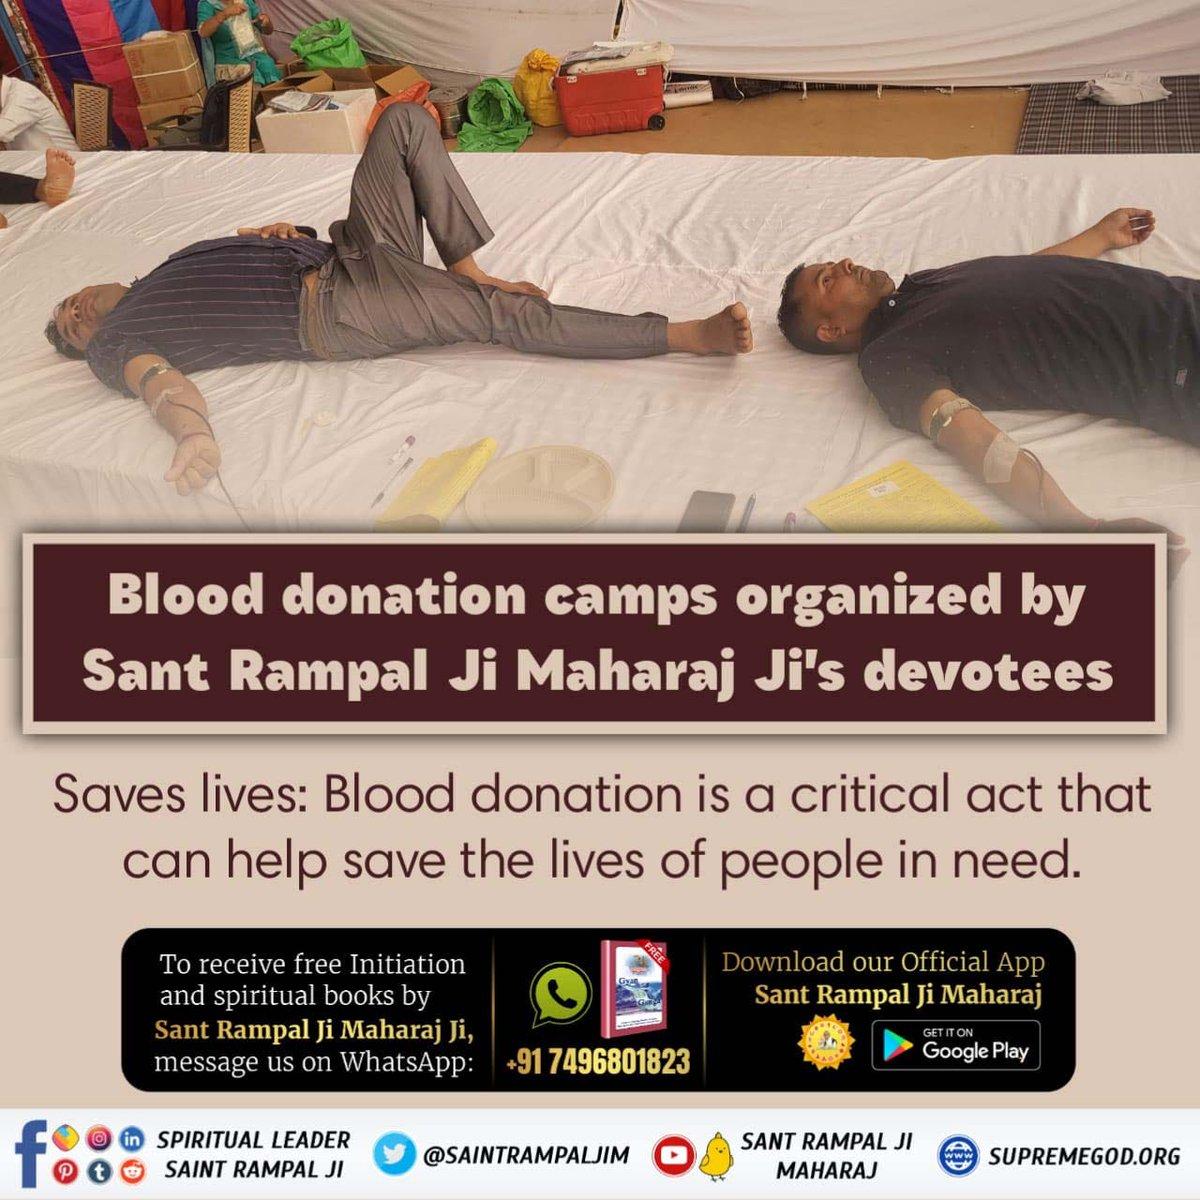 Blood donation camps organized by
Sant Rampal Ji Maharaj Ji's devotees
Saves lives: Blood donation is a critical act that
can help save the lives of people in need.
To receive free Initiation
and spiritual books by
Sant Rampal Ji Maharaj Ji,
message us on WhatsApp:
FREE
Gyan
Ganga
+91 7496801823
Download our Official App
Sant Rampal Ji Maharaj
GET IT ON
Google Play
SPIRITUAL LEADER
SAINT RAMPAL JI
@SAINTRAMPALJIM
SANT RAMPAL JI
MAHARAJ
SUPREMEGOD.ORG